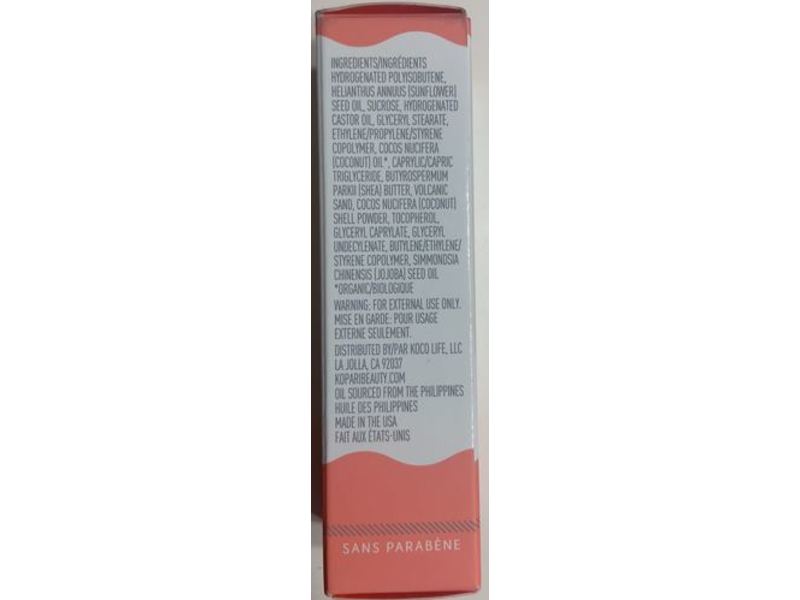 INGREDIENTS/INGRÉDIENTS
HYDROGENATED POLYISOBUTENE,
HELIANTHUS ANNUUS (SUNFLOWER)
SEED OIL, SUCROSE, HYDROGENATED
CASTOR OIL, GLYCERYL STEARATE,
ETHYLENE/PROPYLENE/STYRENE
COPOLYMER, COCOS NUCIFERA
(COCONUT) OIL*, CAPRYLIC/CAPRIC
TRIGLYCERIDE, BUTYROSPERMUM
PARKII (SHEA) BUTTER, VOLCANIC
SAND, COCOS NUCIFERA (COCONUT)
SHELL POWDER, TOCOPHEROL,
GLYCERYL CAPRYLATE, GLYCERYL
UNDECYLENATE, BUTYLENE/ETHYLENE/
STYRENE COPOLYMER, SIMMONDSIA
CHINENSIS (JOJOBA) SEED OIL
*ORGANIC/BIOLOGIQUE
WARNING: FOR EXTERNAL USE ONLY.
MISE EN GARDE: POUR USAGE
EXTERNE SEULEMENT.
DISTRIBUTED BY/PAR KOCO LIFE, LLC
LA JOLLA, CA 92037
KOPARIBEAUTY.COM
OIL SOURCED FROM THE PHILIPPINES
HUILE DES PHILIPPINES
MADE IN THE USA
FAIT AUX ÉTATS-UNIS
SANS PARABÈNE